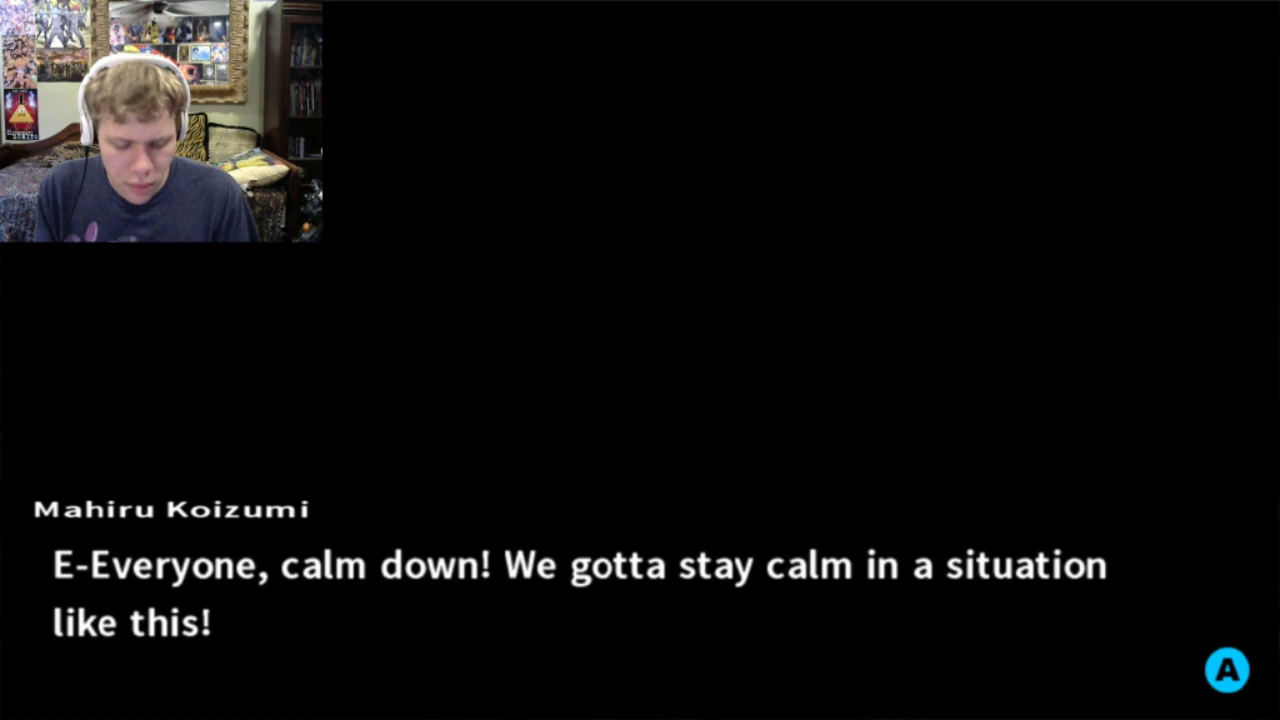 Mahiru Koizumi
E-Everyone, calm down! We gotta stay calm in a situation
like this!
A